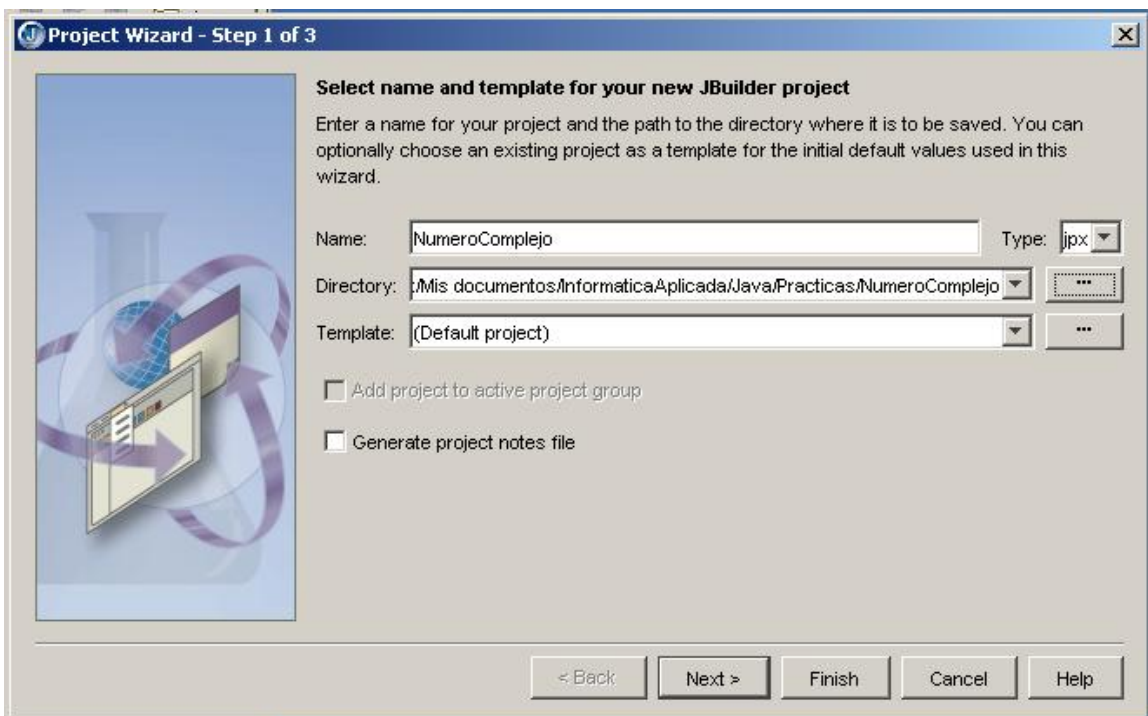 Project Wizard - Step 1 of 3
Select name and template for your new JBuilder project
Enter a name for your project and the path to the directory where it is to be saved. You can
optionally choose an existing project as a template for the initial default values used in this
wizard.
Name: NumeroComplejo Type: jpx
Directory: :/Mis documentos/InformaticaAplicada/Java/Practicas/NumeroComplejo ...
Template: (Default project) ...
Add project to active project group
Generate project notes file
< Back Next > Finish Cancel Help